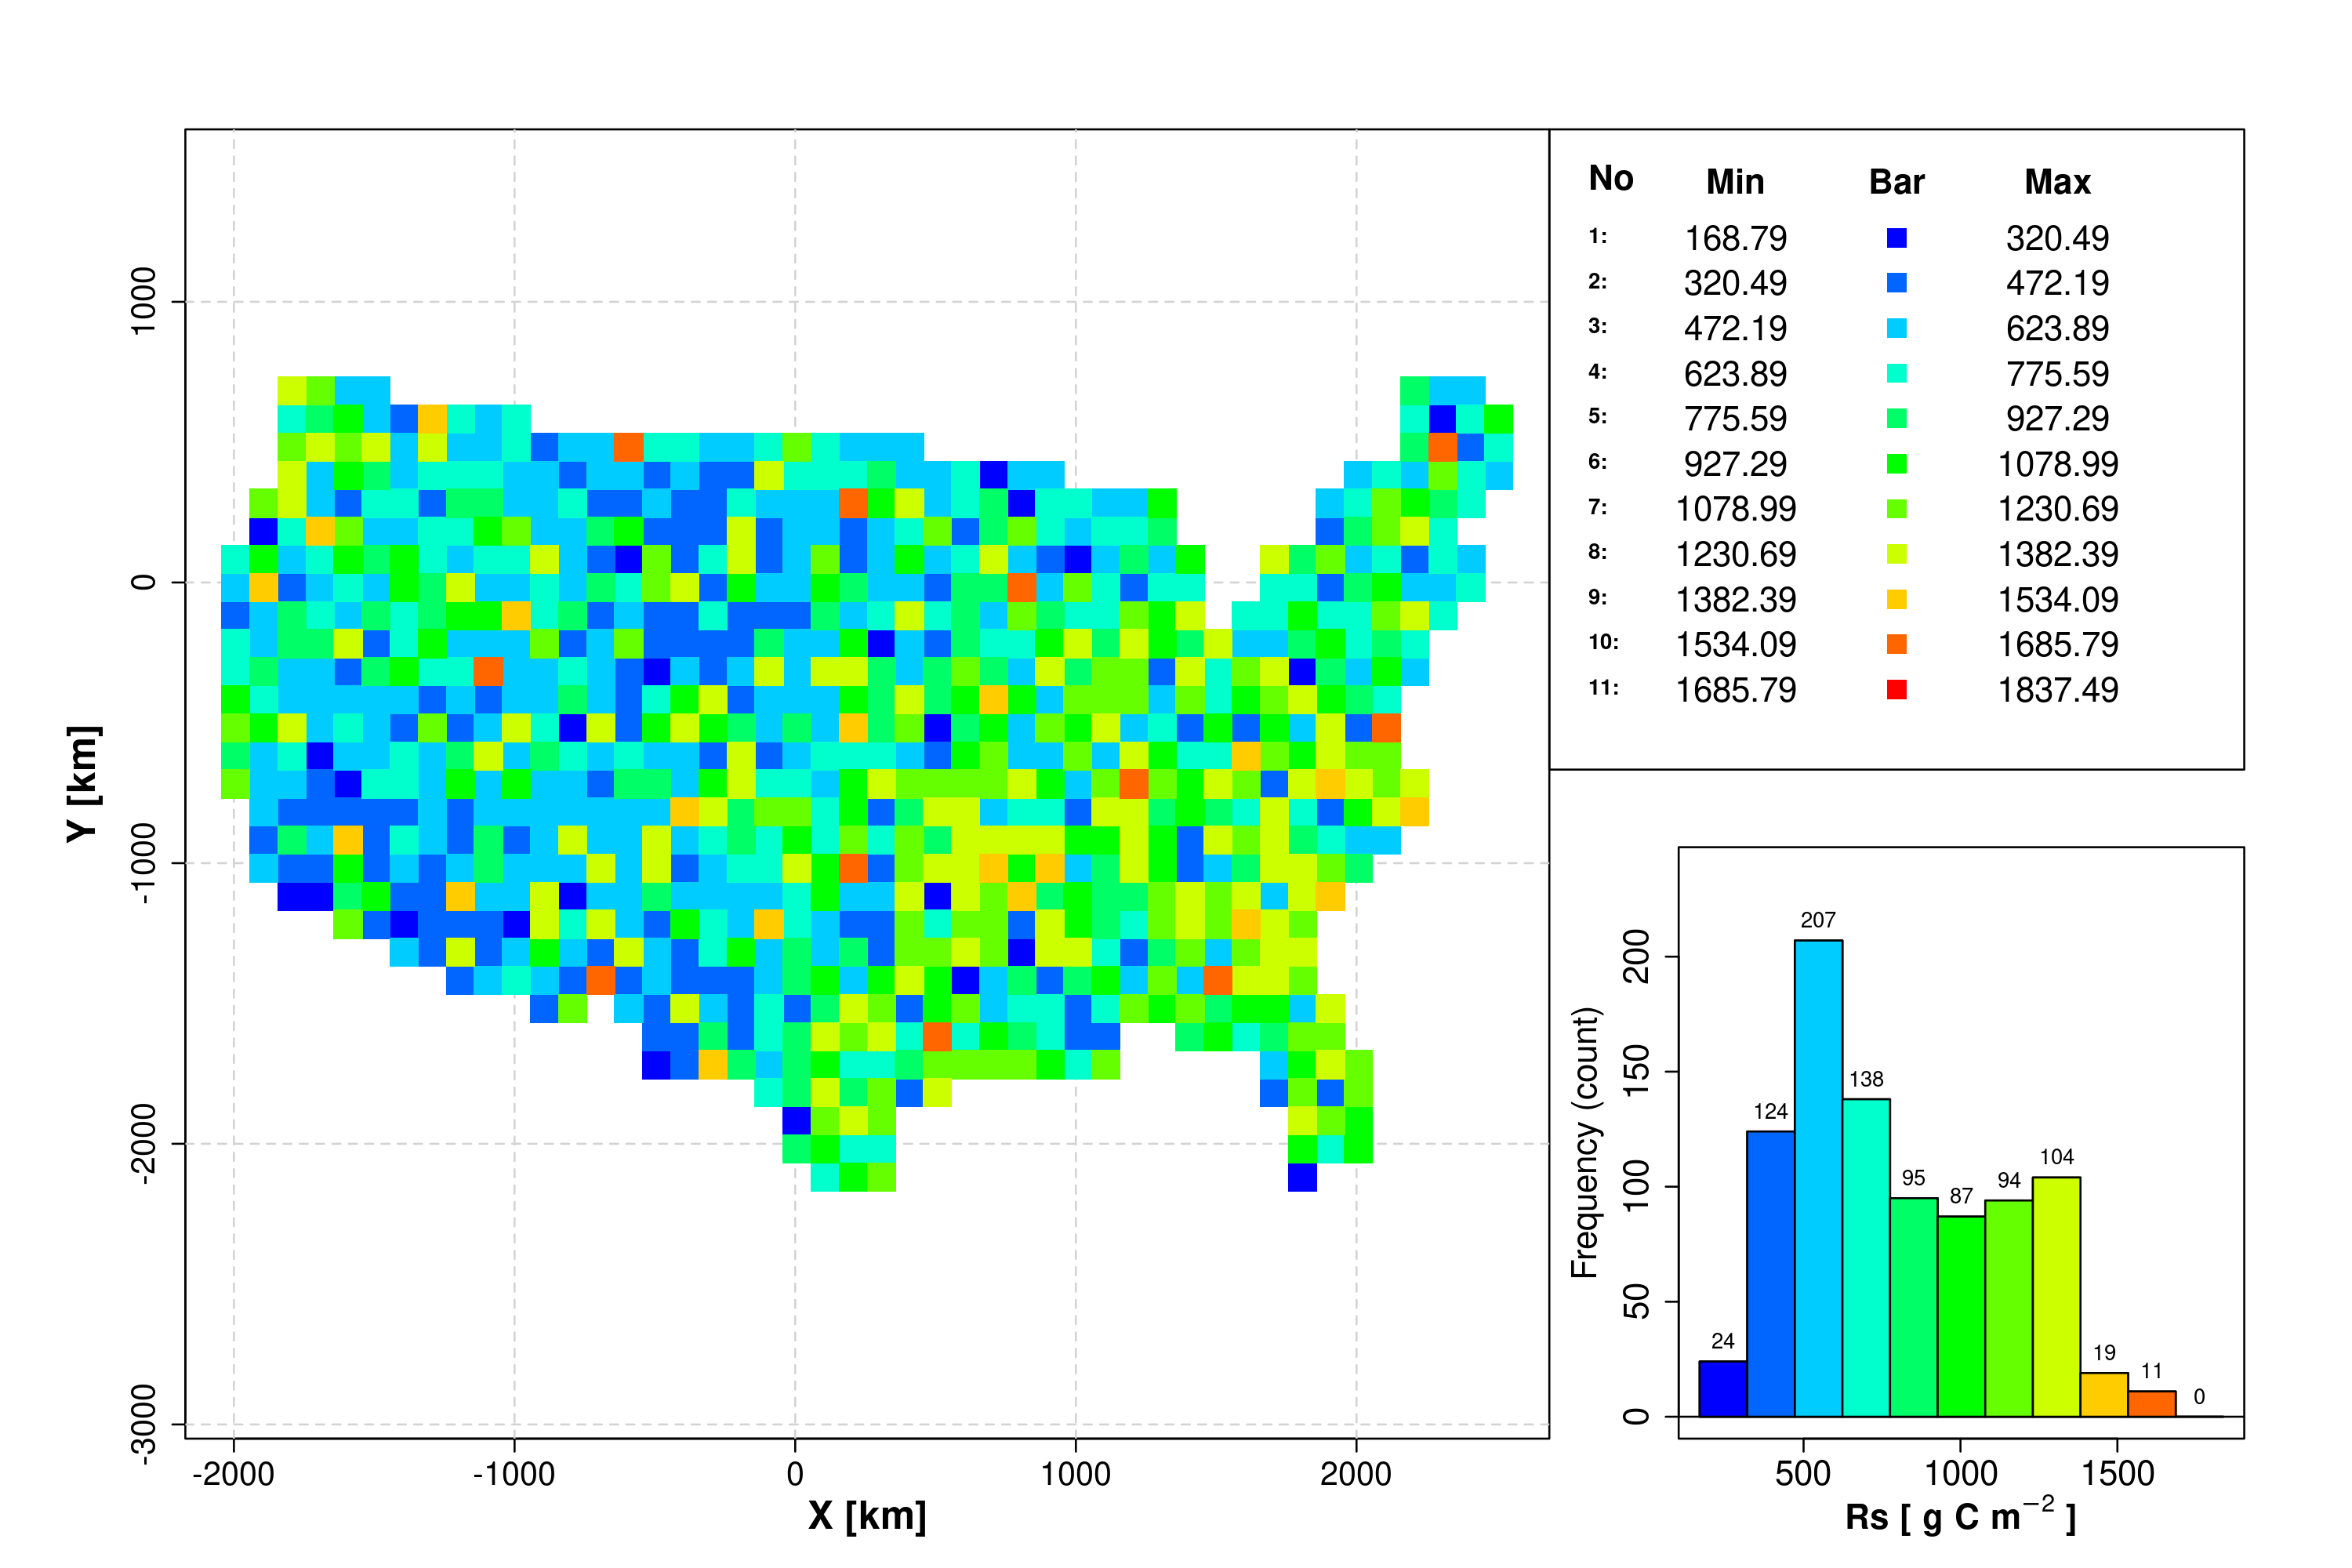 No Min Bar Max
1: 168.79 320.49
2: 320.49 472.19
3: 472.19 623.89
4: 623.89 775.59
5: 775.59 927.29
6: 927.29 1078.99
7: 1078.99 1230.69
8: 1230.69 1382.39
9: 1382.39 1534.09
10: 1534.09 1685.79
11: 1685.79 1837.49
1000
0
-1000
-2000
-3000
Y [km]
-2000 -1000 0 1000 2000
X [km]
Frequency (count)
200
150
100
50
0
24 124 207 138 95 87 94 104 19 11 0
500 1000 1500
Rs [ g C m⁻² ]